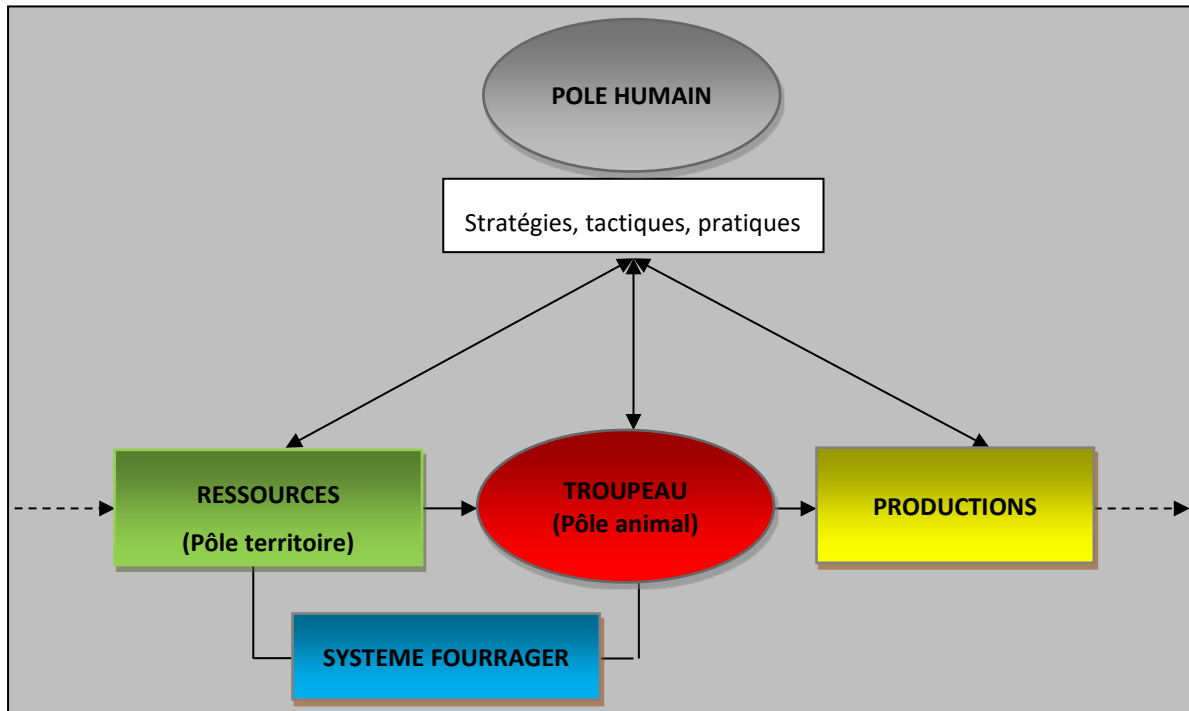 POLE HUMAIN
Stratégies, tactiques, pratiques
RESSOURCES
(Pôle territoire)
TROUPEAU
(Pôle animal)
PRODUCTIONS
SYSTEME FOURRAGER